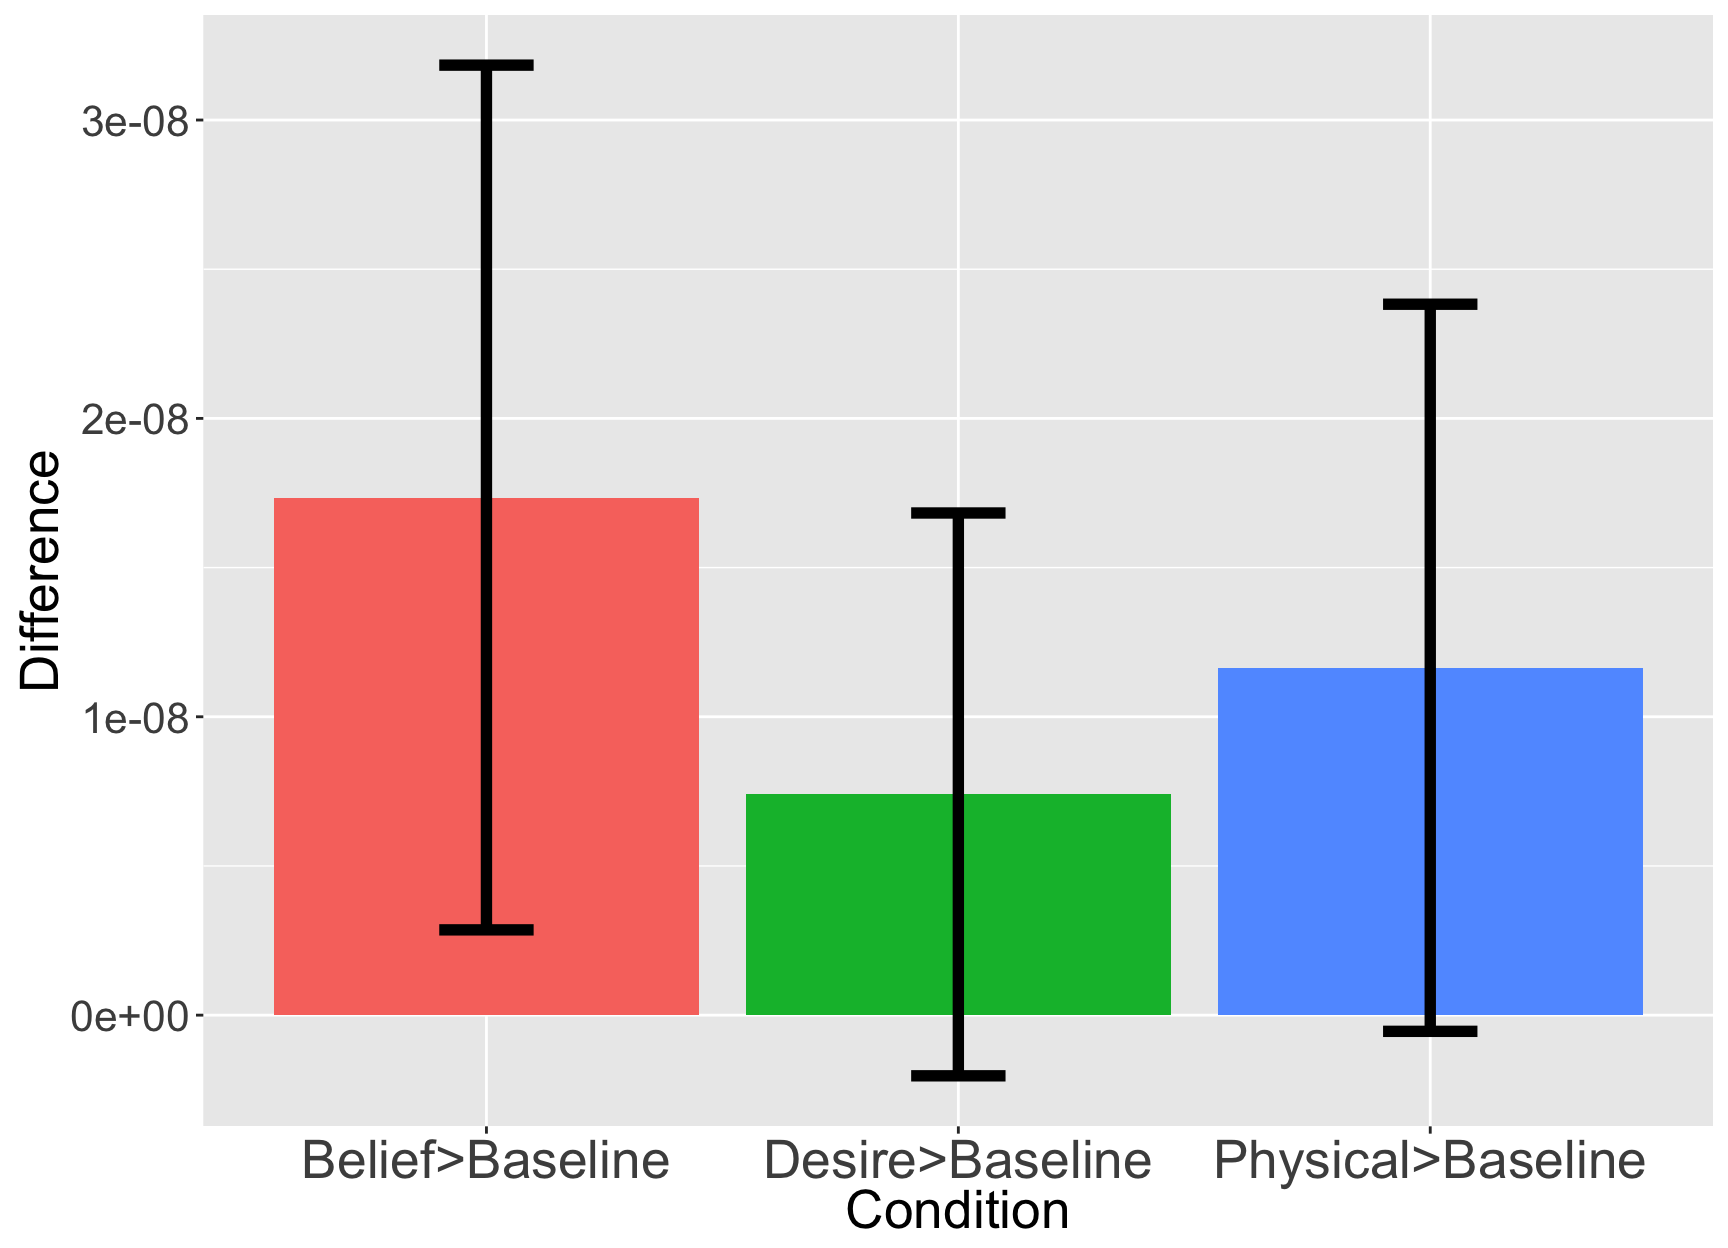 3e-08
2e-08
1e-08
0e+00
Difference
Belief>Baseline
Desire>Baseline
Physical>Baseline
Condition